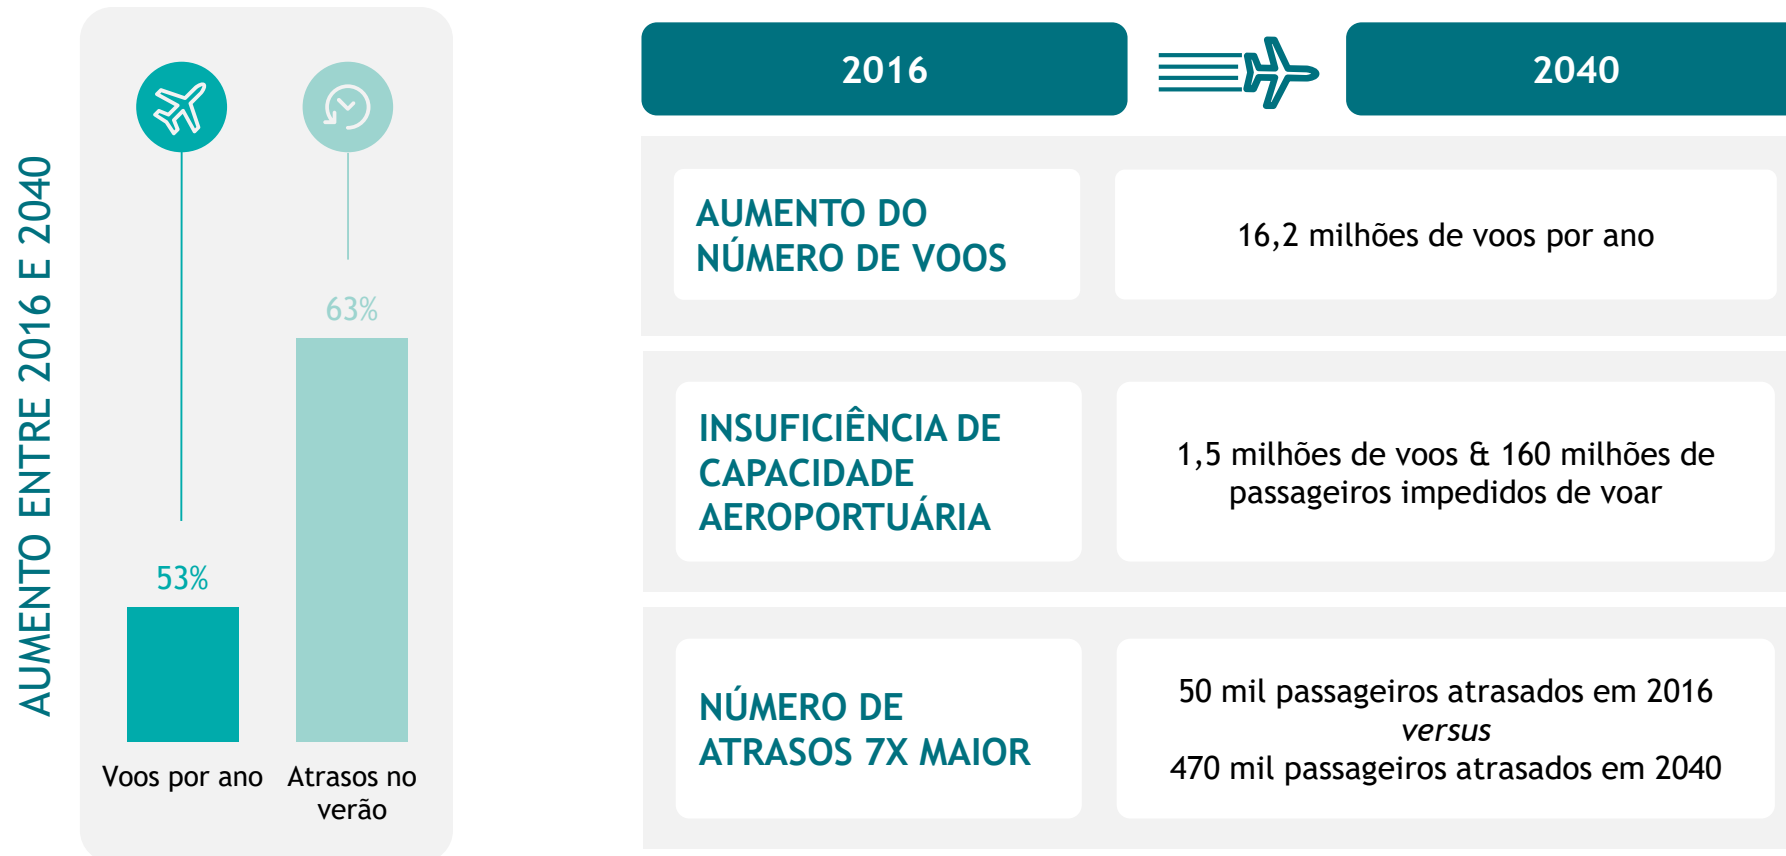 AUMENTO ENTRE 2016 E 2040
63%
53%
Voos por ano
Atrasos no
verão
2016
2040
AUMENTO DO
NÚMERO DE VOOS
16,2 milhões de voos por ano
INSUFICIÊNCIA DE
CAPACIDADE
AEROPORTUÁRIA
1,5 milhões de voos & 160 milhões de
passageiros impedidos de voar
NÚMERO DE
ATRASOS 7X MAIOR
50 mil passageiros atrasados em 2016
versus
470 mil passageiros atrasados em 2040